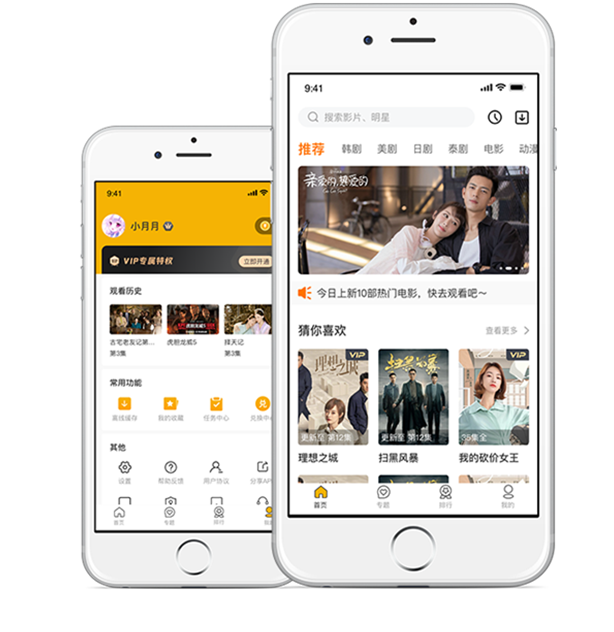 9:41
搜索影片、明星
推荐 韩剧 美剧 日剧 泰剧 电影 动漫
亲爱的,热爱的
今日上新10部热门电影，快去观看吧～
猜你喜欢 查看更多
理想之城 扫黑风暴 VIP
更新至 第12集 更新至 第12集 36集全
理想之城 扫黑风暴 我的砍价女王
VIP
首页 专题 排行 我的
9:41
小月月
VIP专属特权 立即开通
观看历史
古宅老友记第... 虎胆龙威5 择天记
第3集 第3集
常用功能
离线缓存 我的收藏 任务中心 兑换中
其他
设置 帮助反馈 用户协议 分享AP
首页 专题 排行 我